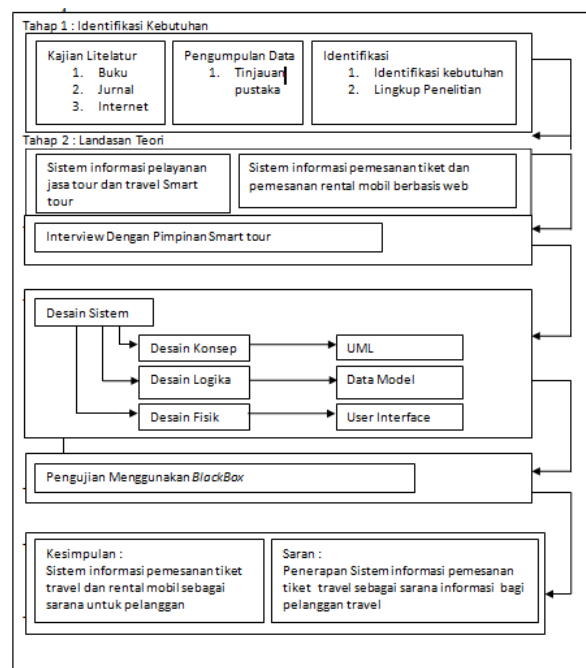 Tahap 1 : Identifikasi Kebutuhan
Kajian Litelatur
1. Buku
2. Jurnal
3. Internet
Pengumpulan Data
1. Tinjauan
pustaka
Identifikasi
1. Identifikasi kebutuhan
2. Lingkup Penelitian
Tahap 2 : Landasan Teori
Sistem informasi pelayanan
jasa tour dan travel Smart
tour
Sistem informasi pemesanan tiket dan
pemesanan rental mobil berbasis web
Interview Dengan Pimpinan Smart tour
Desain Sistem
Desain Konsep
UML
Desain Logika
Data Model
Desain Fisik
User Interface
Pengujian Menggunakan BlackBox
Kesimpulan :
Sistem informasi pemesanan tiket
travel dan rental mobil sebagai
sarana untuk pelanggan
Saran :
Penerapan Sistem informasi pemesanan
tiket travel sebagai sarana informasi bagi
pelanggan travel